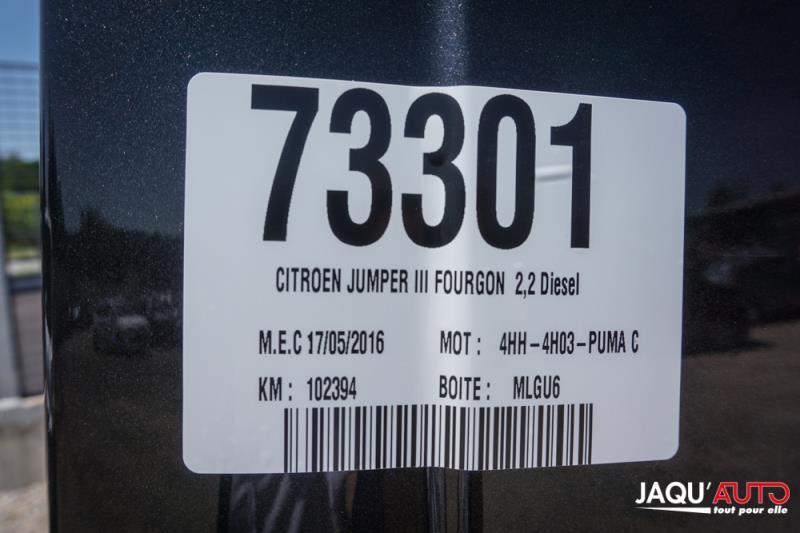 73301
CITROEN JUMPER III FOURGON 2,2 Diesel
M.E.C 17/05/2016 MOT : 4HH-4H03-PUMA C
KM : 102394 BOITE : MLGU6
JAQU'AUTO
tout pour elle